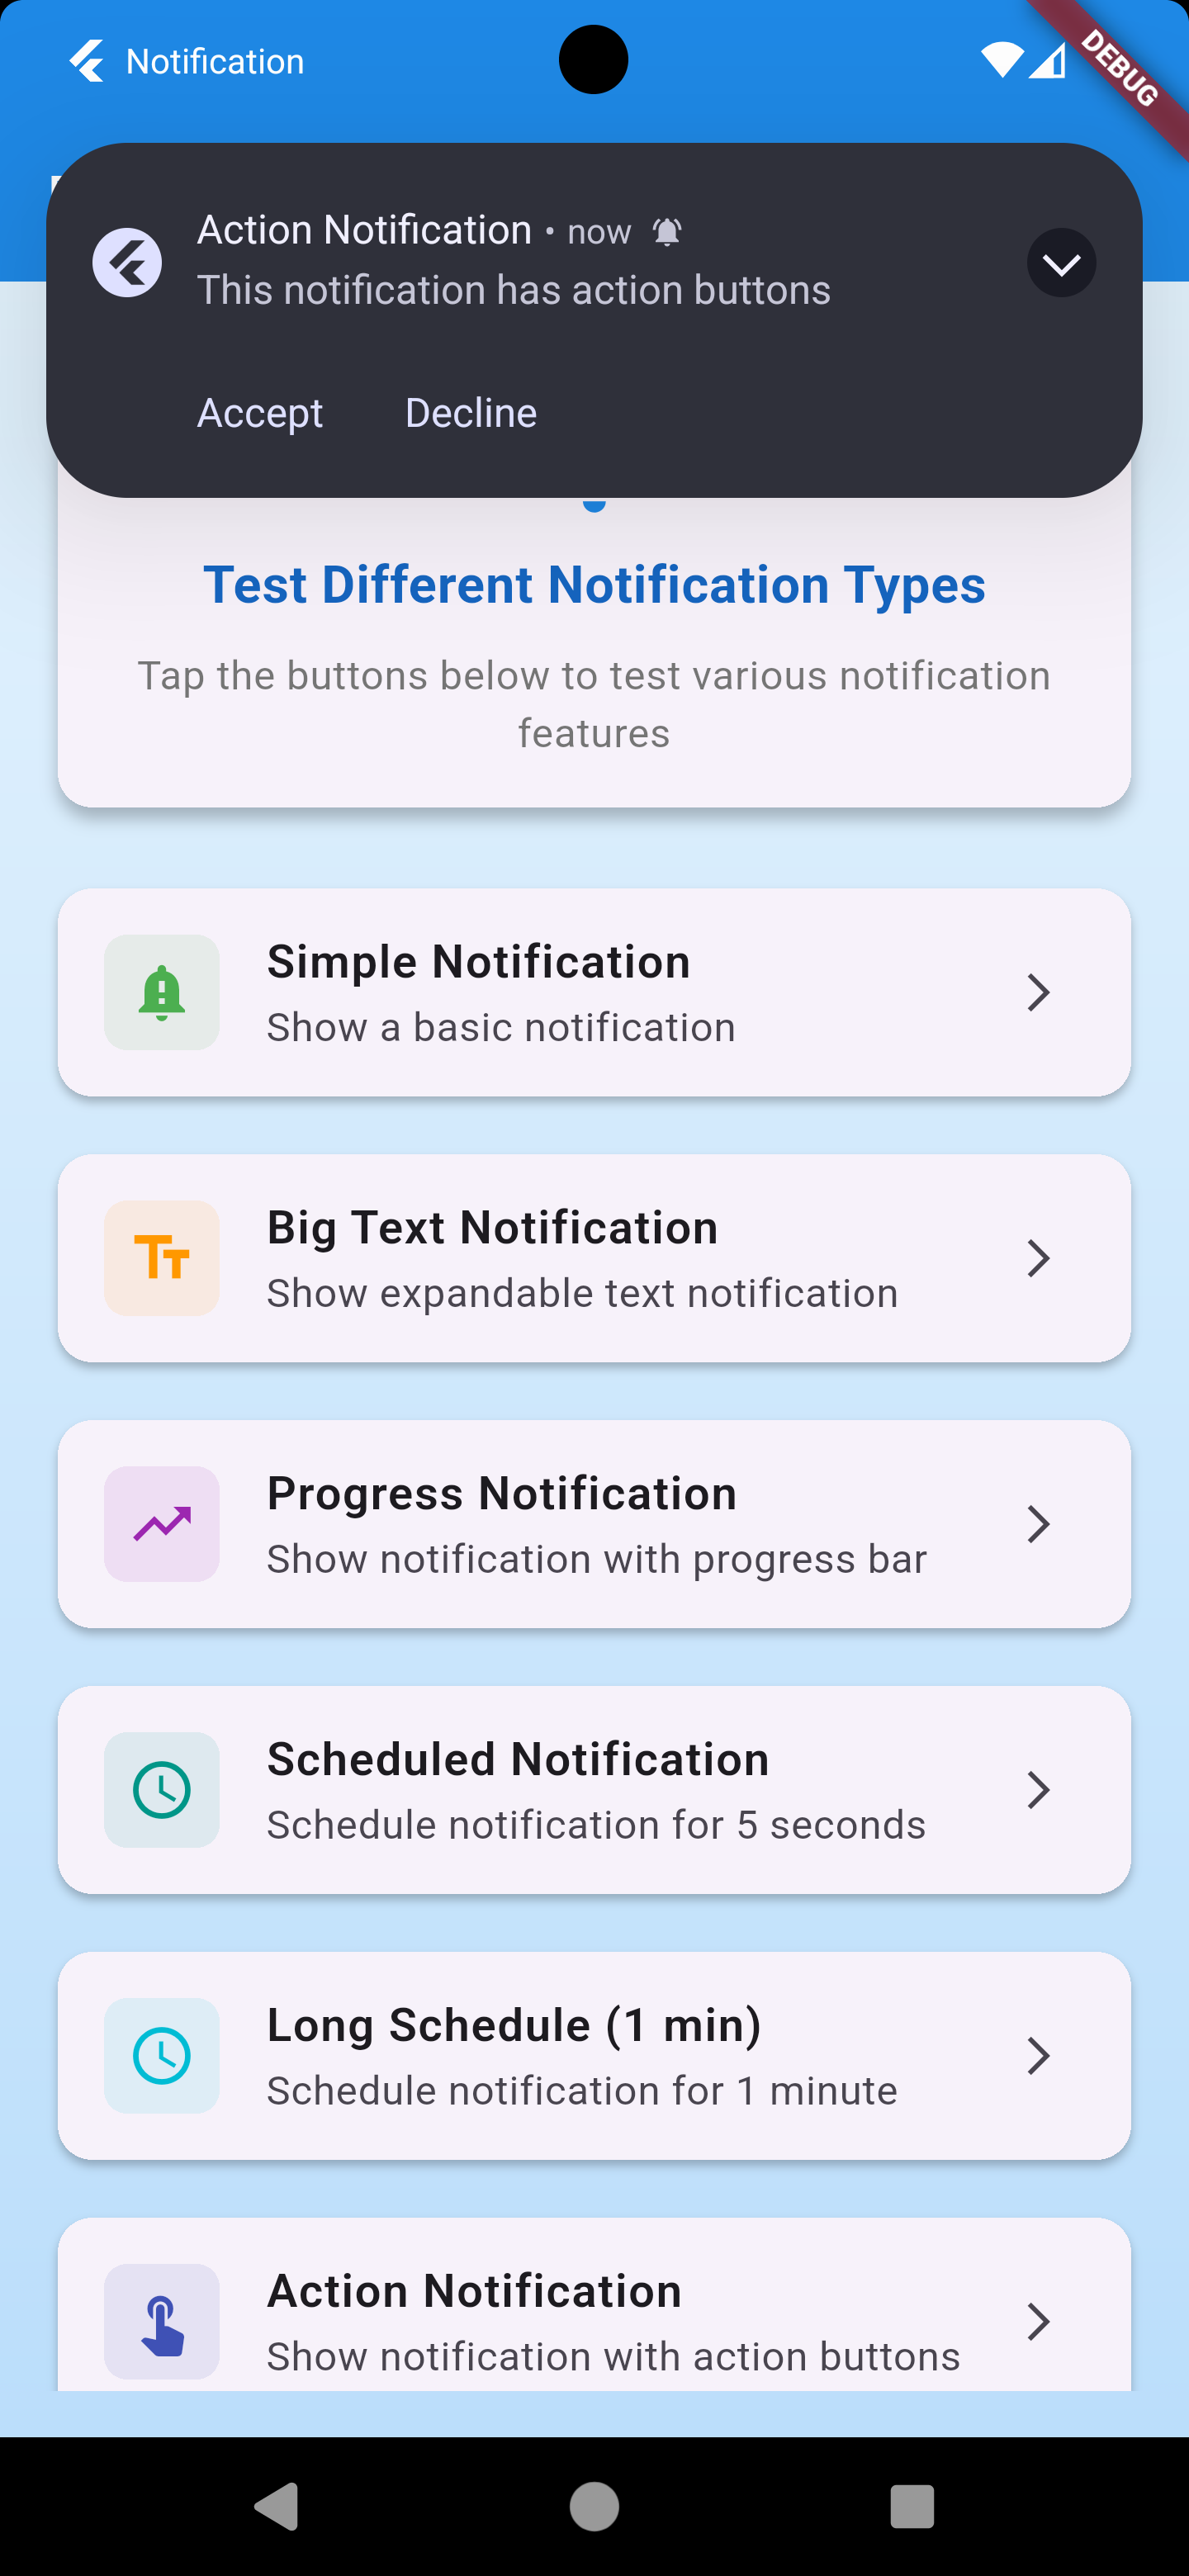 Notification
DEBUG
Action Notification • now
This notification has action buttons
Accept Decline
Test Different Notification Types
Tap the buttons below to test various notification
features
Simple Notification
Show a basic notification
Big Text Notification
Show expandable text notification
Progress Notification
Show notification with progress bar
Scheduled Notification
Schedule notification for 5 seconds
Long Schedule (1 min)
Schedule notification for 1 minute
Action Notification
Show notification with action buttons